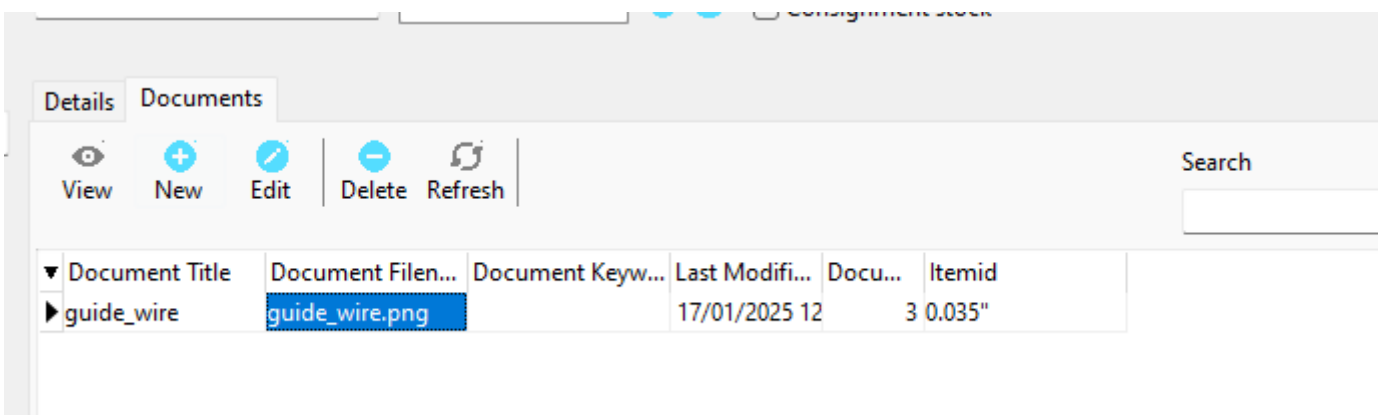 Consignment stock
Details Documents
View New Edit Delete Refresh
Search
Document Title Document Filen... Document Keyw... Last Modifi... Docu... Itemid
guide_wire guide_wire.png 17/01/2025 12 3 0.035"